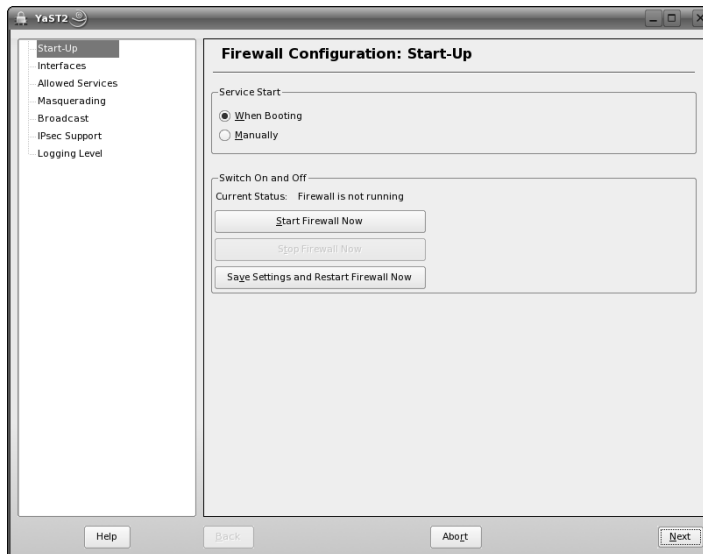 YaST2
Start-Up
Interfaces
Allowed Services
Masquerading
Broadcast
IPsec Support
Logging Level
Firewall Configuration: Start-Up
Service Start
When Booting
Manually
Switch On and Off
Current Status: Firewall is not running
Start Firewall Now
Stop Firewall Now
Save Settings and Restart Firewall Now
Help
Back
Abort
Next